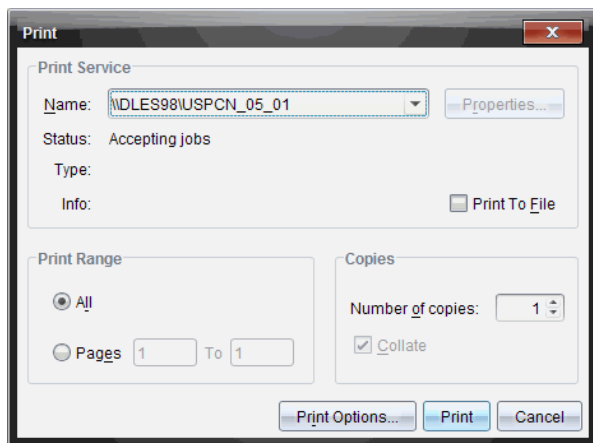 Print
Print Service
Name: \\DLES98\USPCN_05_01 Properties...
Status: Accepting jobs
Type:
Info: Print To File
Print Range
All
Pages 1 To 1
Copies
Number of copies: 1
Collate
Print Options... Print Cancel